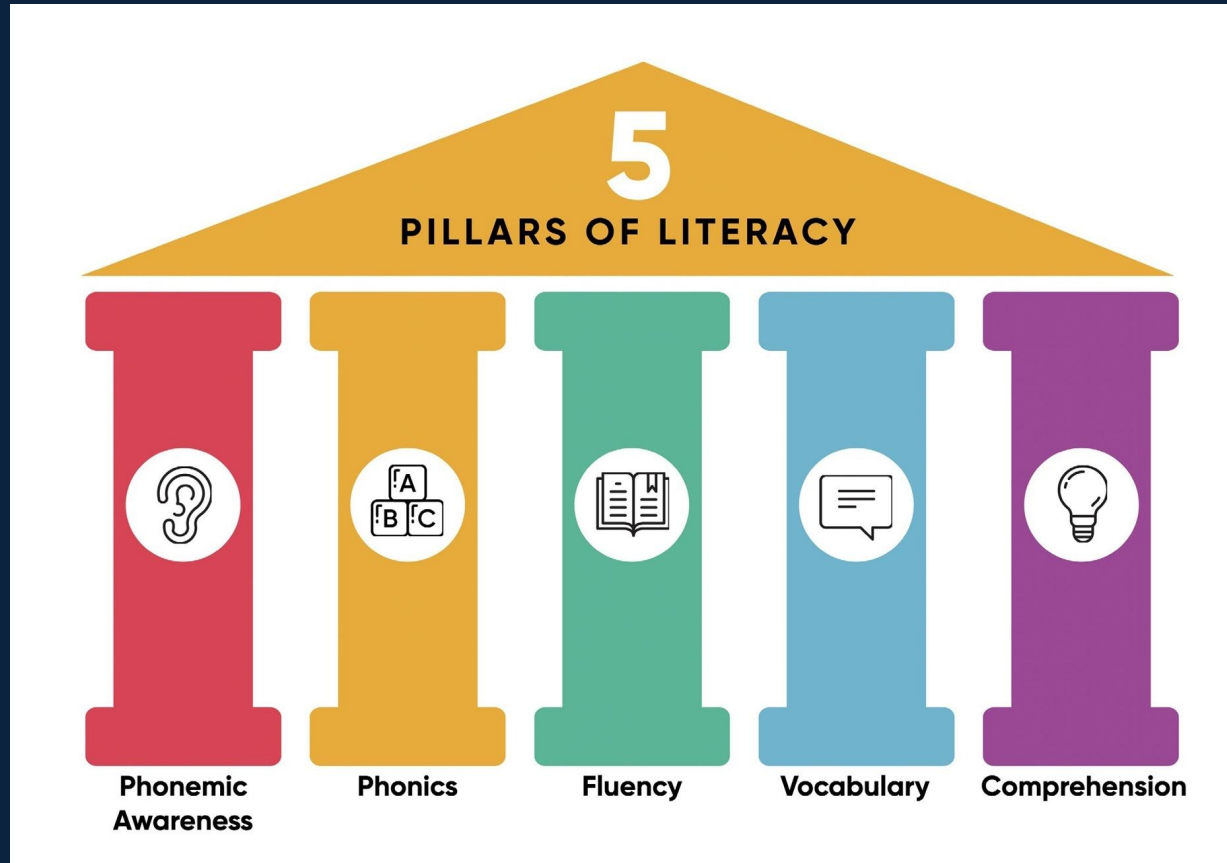 5
PILLARS OF LITERACY
A
B C
Phonemic
Awareness
Phonics
Fluency
Vocabulary
Comprehension